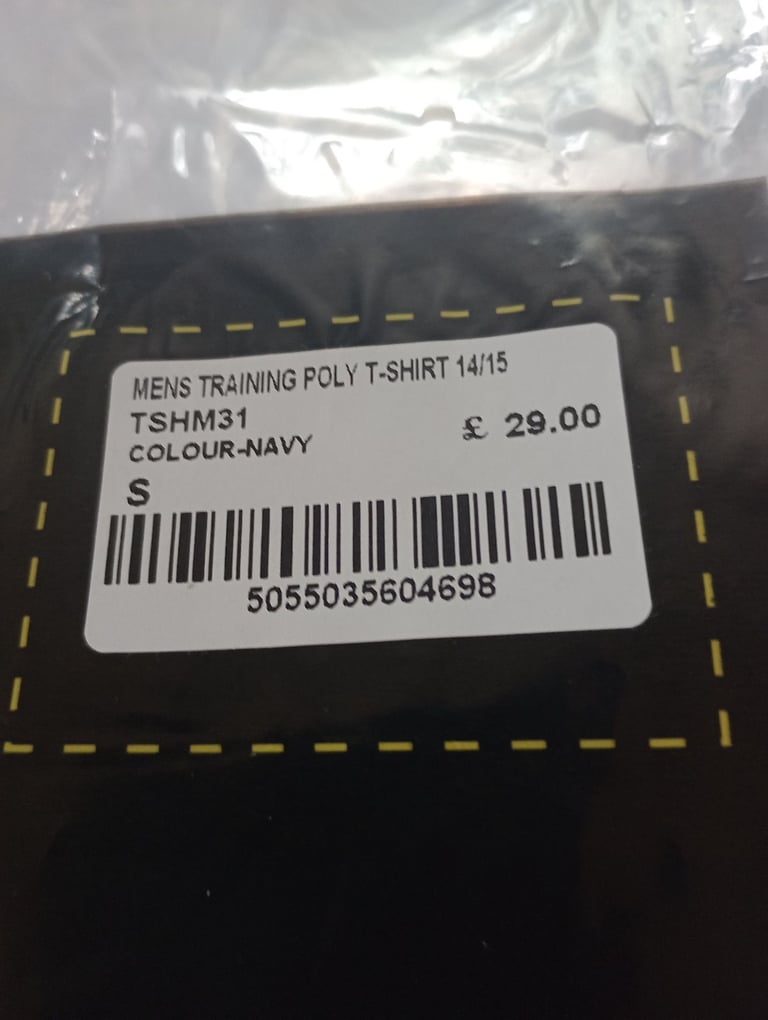 MENS TRAINING POLY T-SHIRT 14/15
TSHM31
£ 29.00
COLOUR-NAVY
S
5055035604698